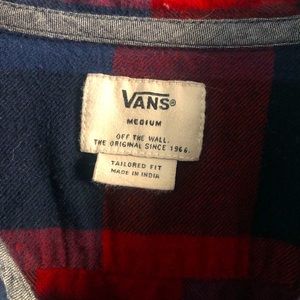 VANS®
MEDIUM
OFF THE WALL.
THE ORIGINAL SINCE 1966.
TAILORED FIT
MADE IN INDIA